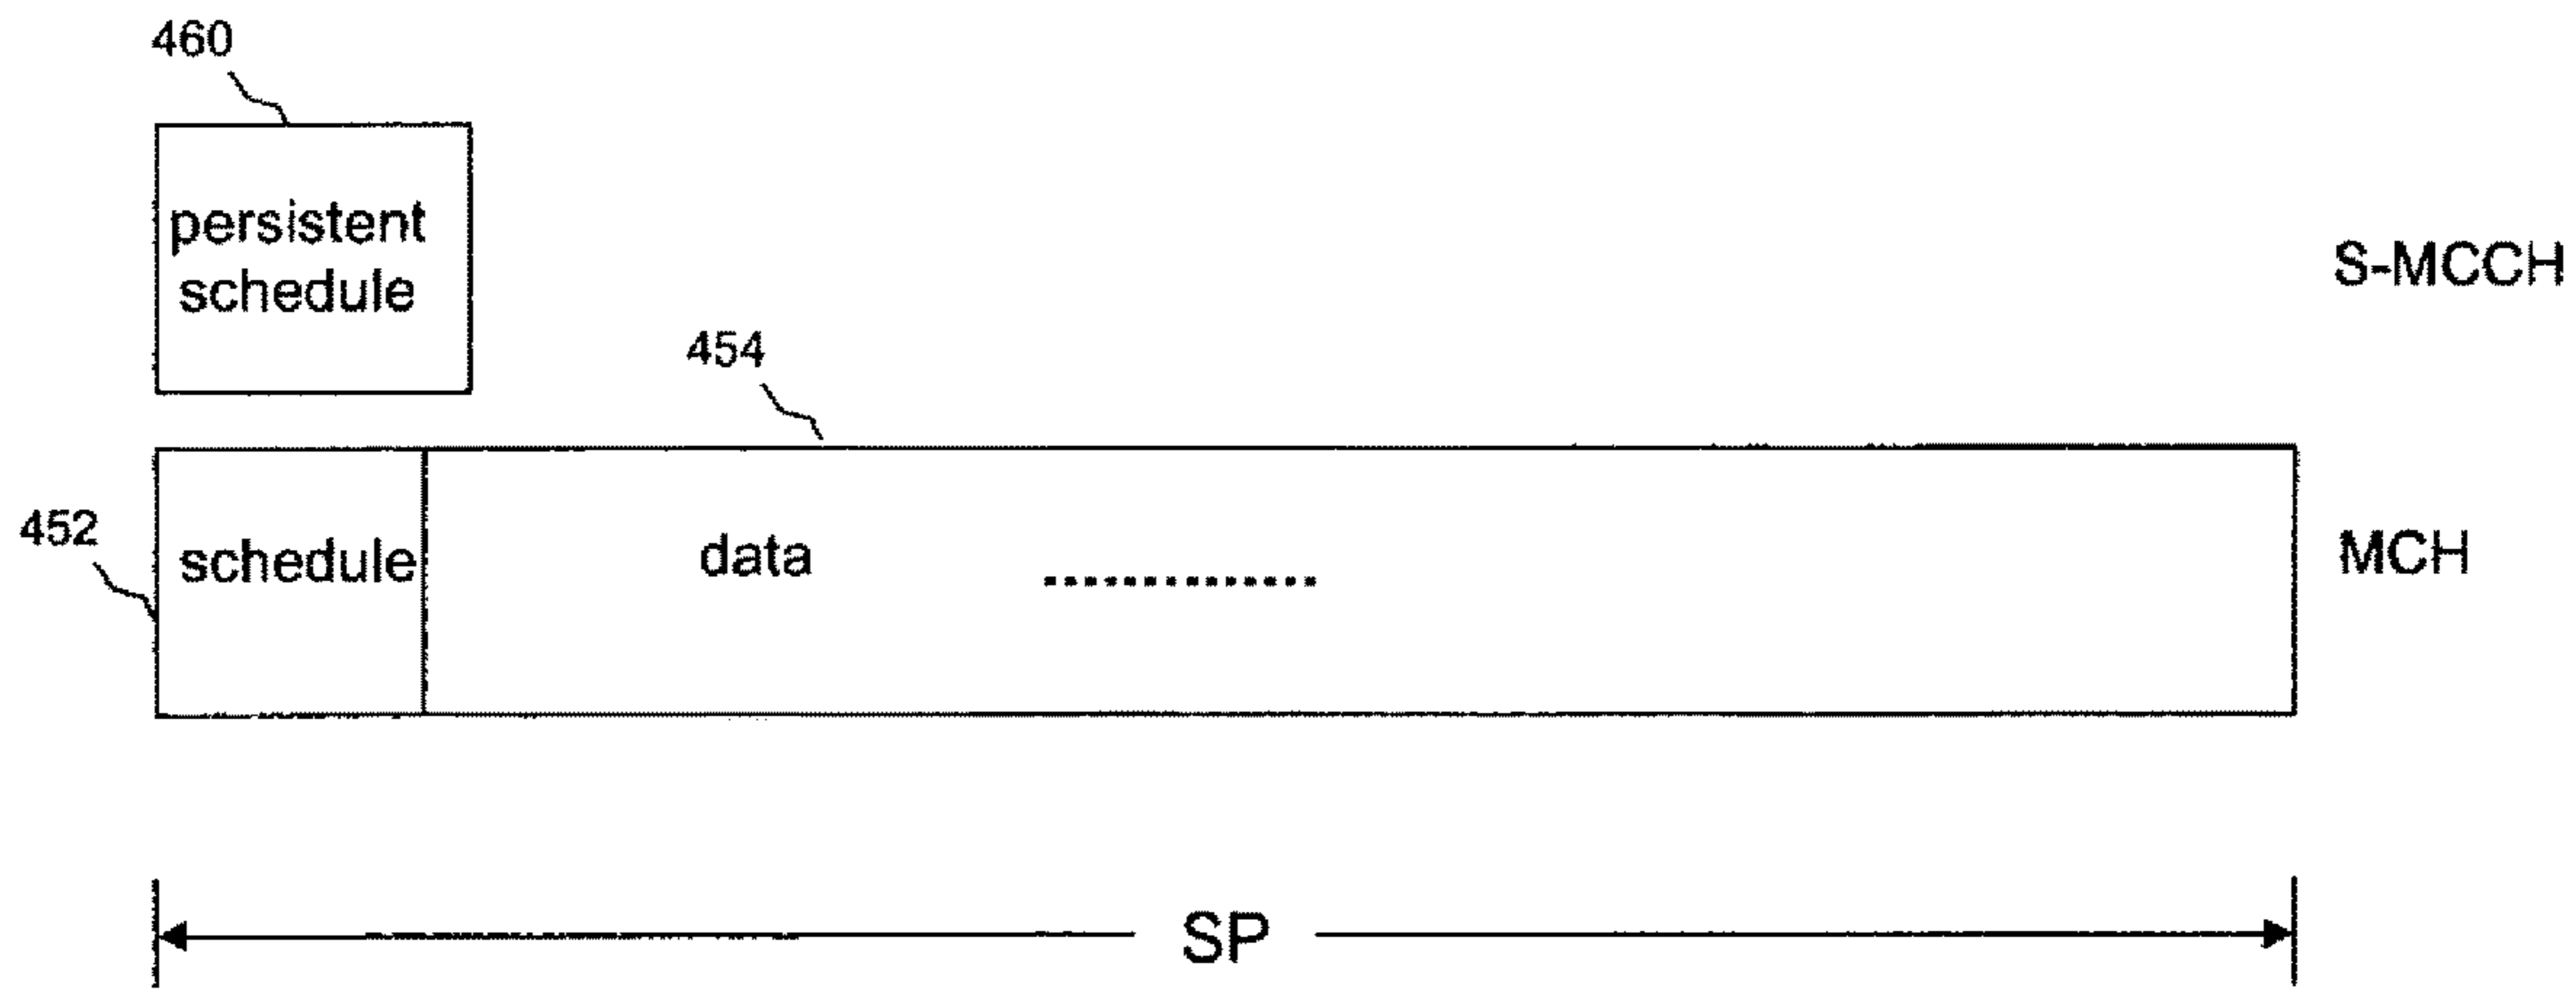 460
persistent
schedule
S-MCCH
454
452
schedule
data
MCH
SP